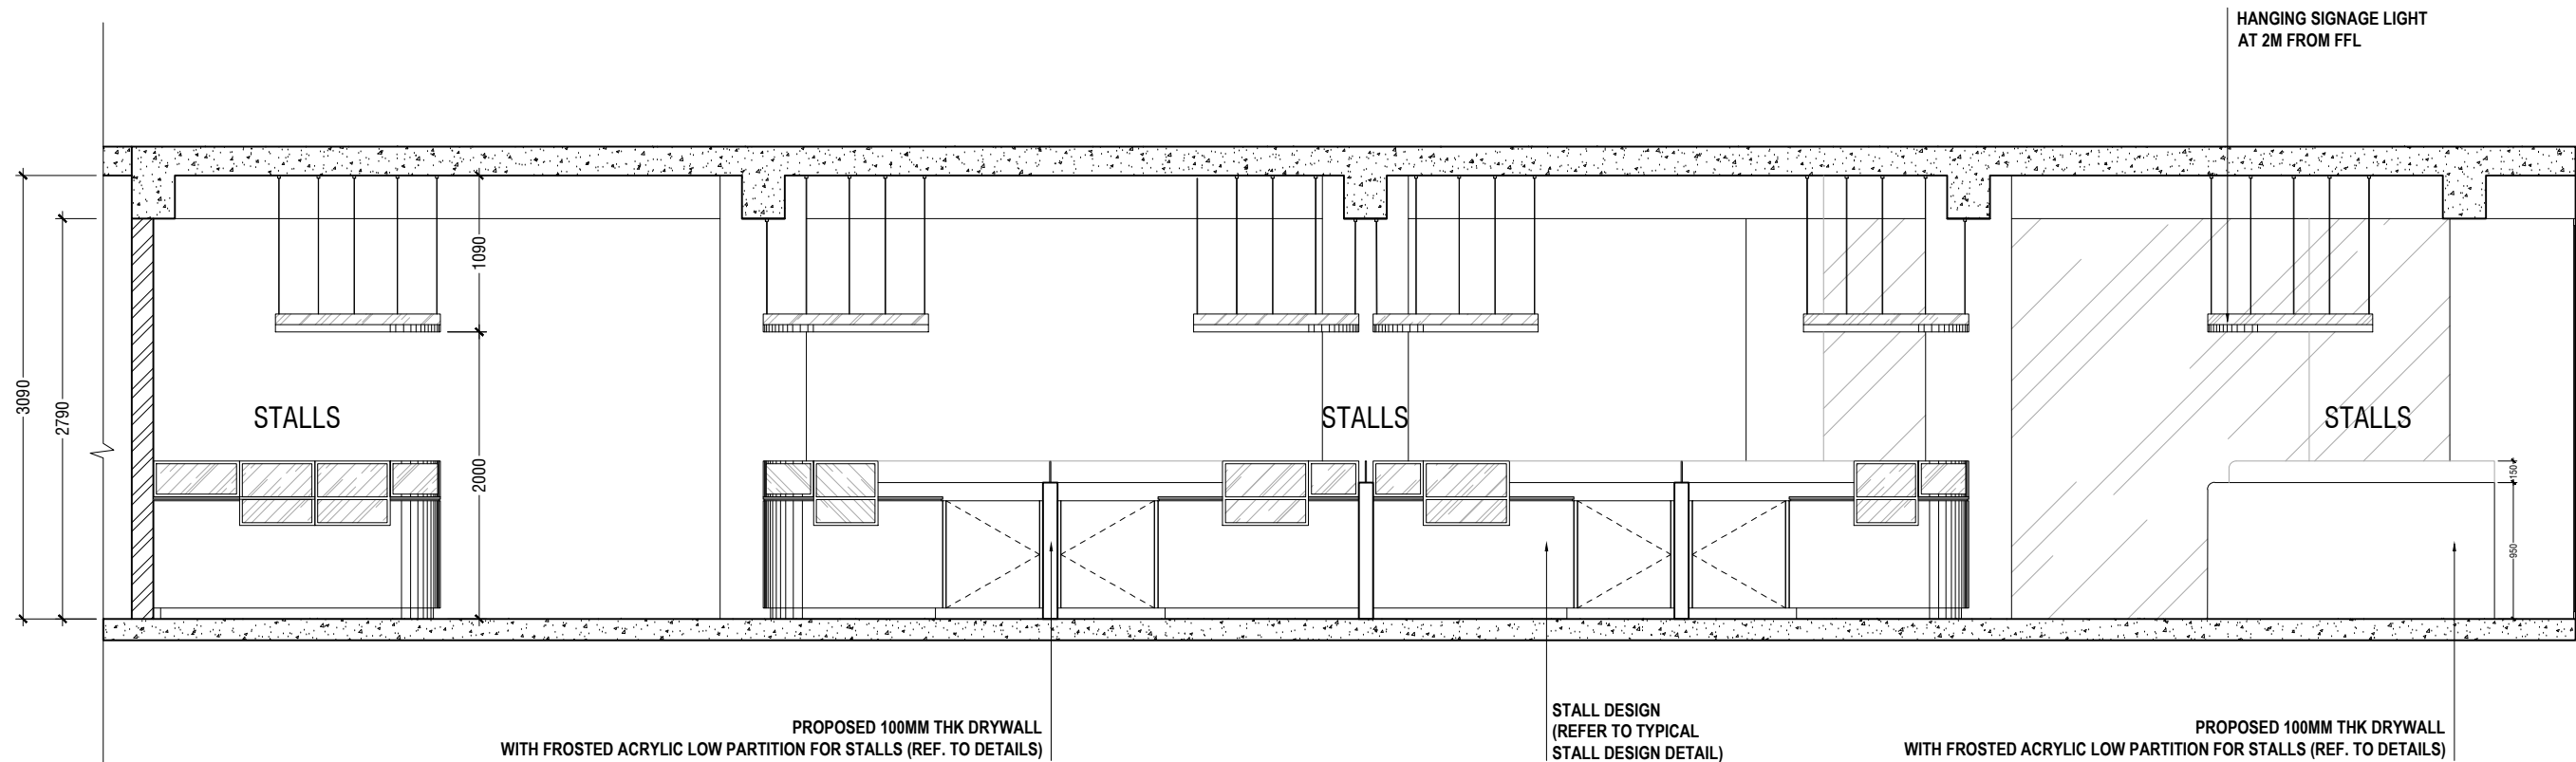 HANGING SIGNAGE LIGHT
AT 2M FROM FFL
3090
2790
1090
2000
STALLS
STALLS
STALLS
150
950
PROPOSED 100MM THK DRYWALL
WITH FROSTED ACRYLIC LOW PARTITION FOR STALLS (REF. TO DETAILS)
STALL DESIGN
(REFER TO TYPICAL
STALL DESIGN DETAIL)
PROPOSED 100MM THK DRYWALL
WITH FROSTED ACRYLIC LOW PARTITION FOR STALLS (REF. TO DETAILS)